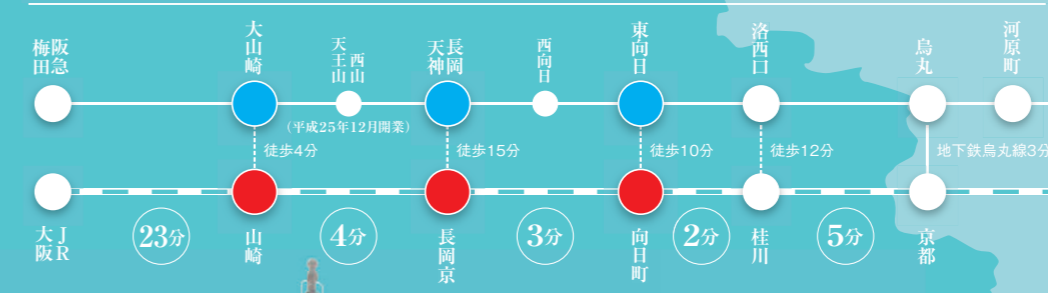 阪急
梅田
大山崎
西山
天王山
長岡
天神
西向日
東向日
洛西口
烏丸
河原町
（平成25年12月開業）
徒歩4分
徒歩15分
徒歩10分
徒歩12分
地下鉄烏丸線3分
JR
大阪
23分
山崎
4分
長岡京
3分
向日町
2分
桂川
5分
京都